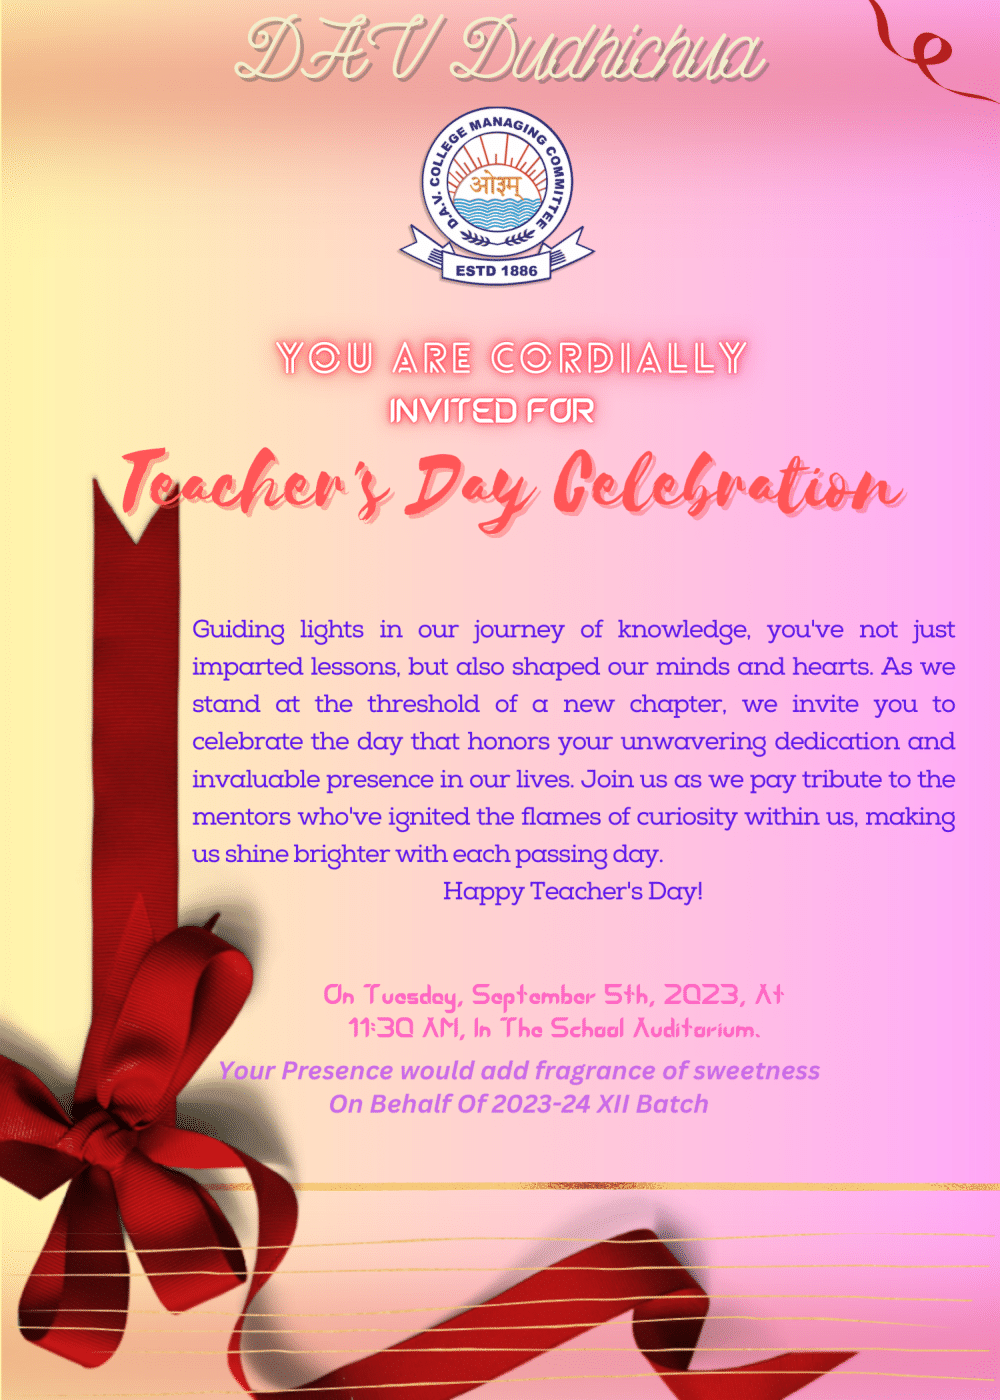 DAV Dudhichua
D.A.V. COLLEGE MANAGING COMMITTEE
ओ३म्
ESTD 1886
YOU ARE CORDIALLY
INVITED FOR
Teacher's Day Celebration
Guiding lights in our journey of knowledge, you've not just
imparted lessons, but also shaped our minds and hearts. As we
stand at the threshold of a new chapter, we invite you to
celebrate the day that honors your unwavering dedication and
invaluable presence in our lives. Join us as we pay tribute to the
mentors who've ignited the flames of curiosity within us, making
us shine brighter with each passing day.
Happy Teacher's Day!
On Tuesday, September 5th, 2023, At
11:30 AM, In The School Auditorium.
Your Presence would add fragrance of sweetness
On Behalf Of 2023-24 XII Batch